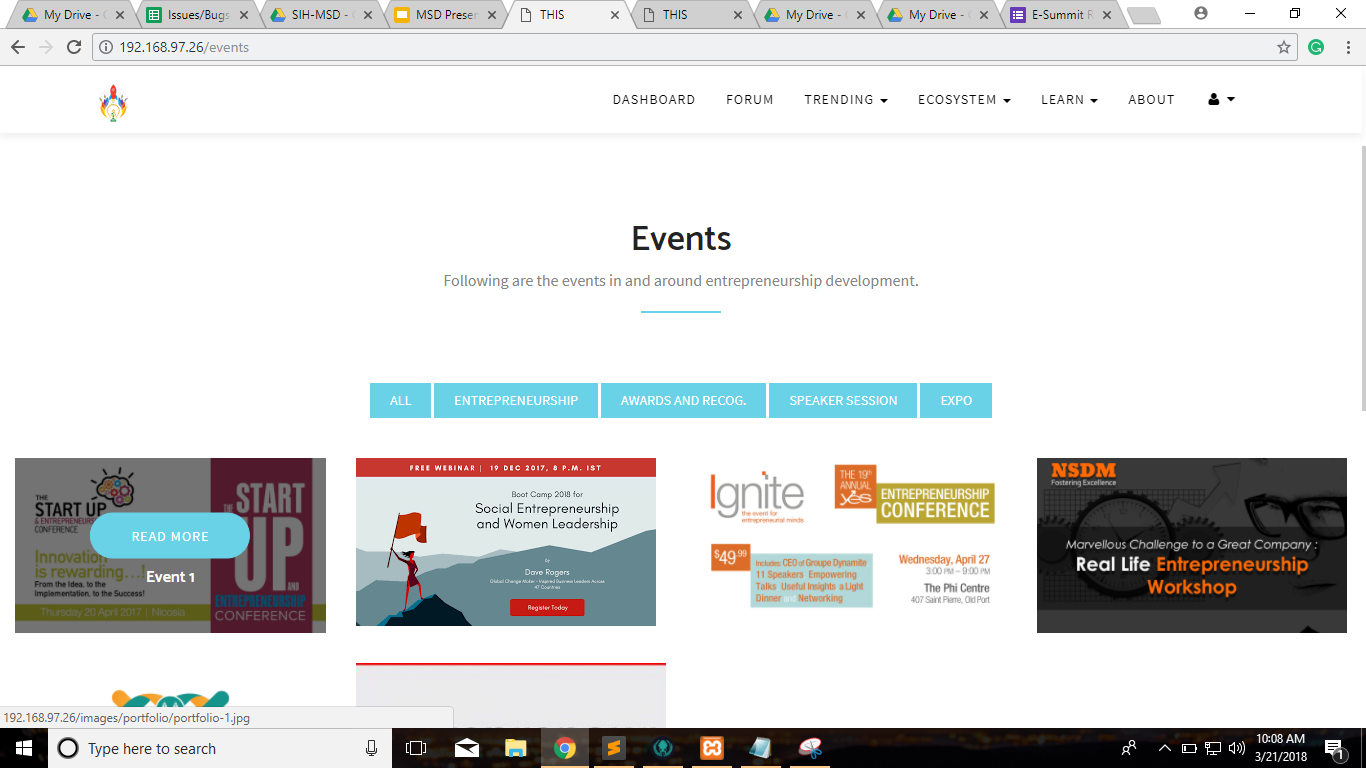 My Drive - Issues/Bugs SIH-MSD - MSD Presen THIS THIS My Drive - My Drive - E-Summit
192.168.97.26/events
DASHBOARD FORUM TRENDING ECOSYSTEM LEARN ABOUT
Events
Following are the events in and around entrepreneurship development.
ALL ENTREPRENEURSHIP AWARDS AND RECOG. SPEAKER SESSION EXPO
THE
START UP
& ENTREPRENEURSHIP
CONFERENCE
Innovation
is rewarding...!
From the Idea, to the
Implementation, to the Success!
Thursday 20 April 2017 | Nicosia
THE
START
UP
AND
ENTREPRENEURSHIP
CONFERENCE
READ MORE
Event 1
FREE WEBINAR | 19 DEC 2017, 8 P.M. IST
Boot Camp 2018 for
Social Entrepreneurship
and Women Leadership
by
Dave Rogers
Global Change Maker - Inspired Business Leaders Across
47 Countries
Register Today
Ignite
the event for
entrepreneurial minds
THE 19th
ANNUAL
yes
ENTREPRENEURSHIP
CONFERENCE
$49.99
Includes: CEO of Groupe Dynamite
11 Speakers Empowering
Talks Useful Insights a Light
Dinner and Networking
Wednesday, April 27
3:00 PM – 9:00 PM
The Phi Centre
407 Saint Pierre, Old Port
NSDM
Fostering Excellence
Marvellous Challenge to a Great Company :
Real Life Entrepreneurship
Workshop
192.168.97.26/images/portfolio/portfolio-1.jpg
Type here to search
10:08 AM
3/21/2018
1